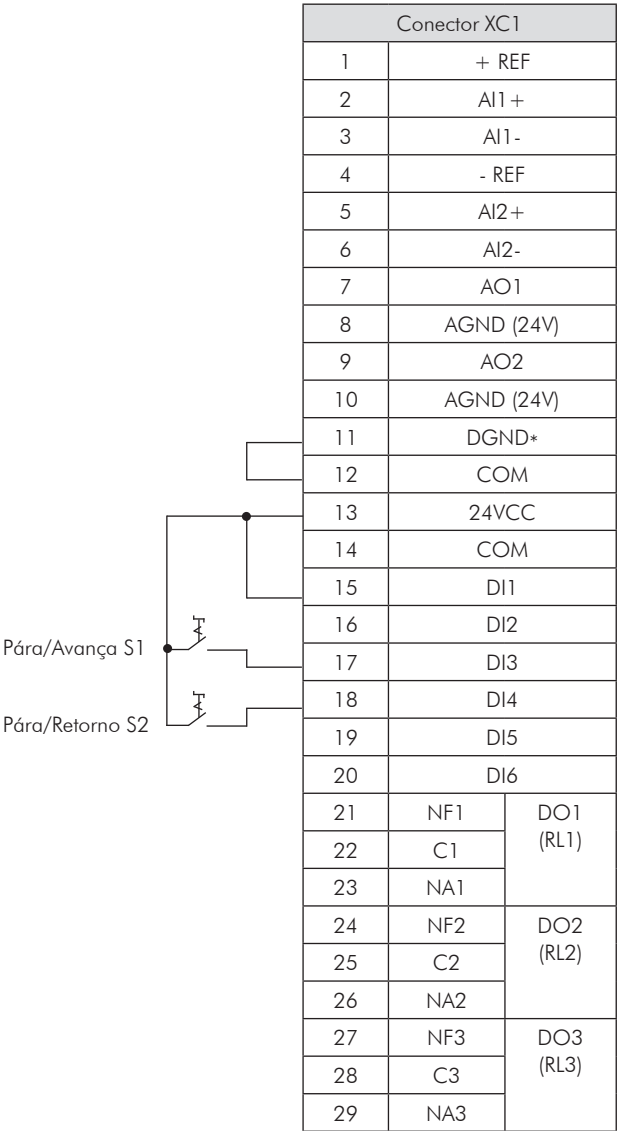 Conector XC1
1 + REF
2 AI1+
3 AI1-
4 - REF
5 AI2+
6 AI2-
7 AO1
8 AGND (24V)
9 AO2
10 AGND (24V)
11 DGND*
12 COM
13 24VCC
14 COM
15 DI1
16 DI2
Pára/Avança S1
17 DI3
18 DI4
Pára/Retorno S2
19 DI5
20 DI6
21 NF1 DO1
(RL1)
22 C1
23 NA1
24 NF2 DO2
(RL2)
25 C2
26 NA2
27 NF3 DO3
(RL3)
28 C3
29 NA3